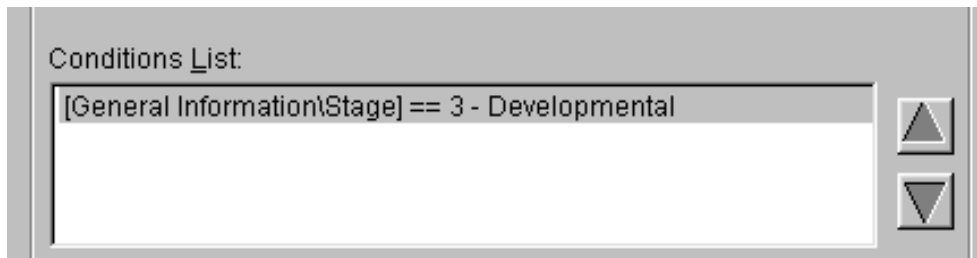 Conditions List:
[General Information\Stage] == 3 - Developmental